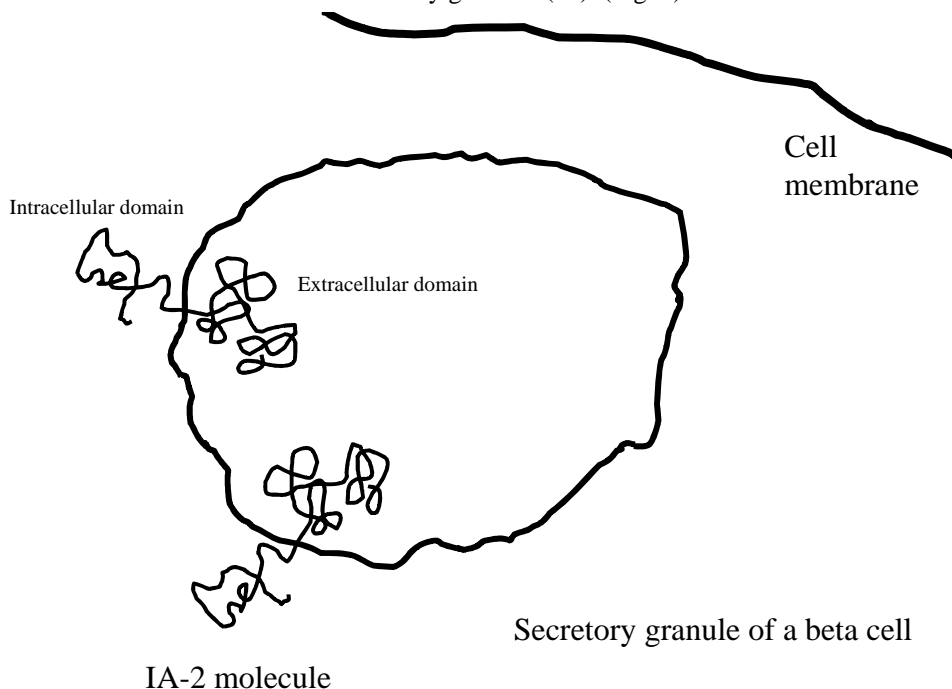 Cell
membrane
Intracellular domain
Extracellular domain
Secretory granule of a beta cell
IA-2 molecule